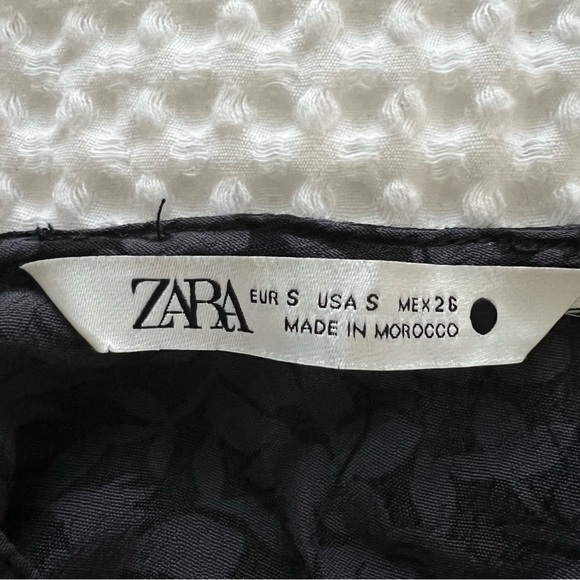 ZARA EUR S USA S MEX 26
MADE IN MOROCCO